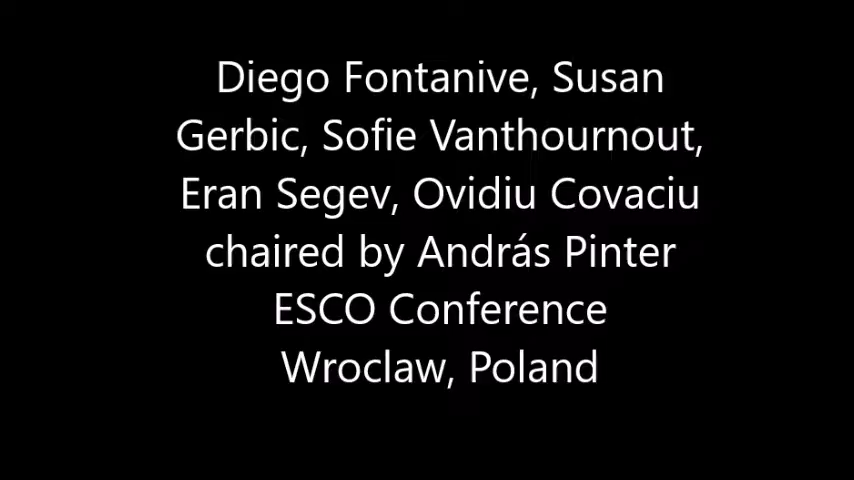 Diego Fontanive, Susan
Gerbic, Sofie Vanthournout,
Eran Segev, Ovidiu Covaciu
chaired by András Pinter
ESCO Conference
Wroclaw, Poland